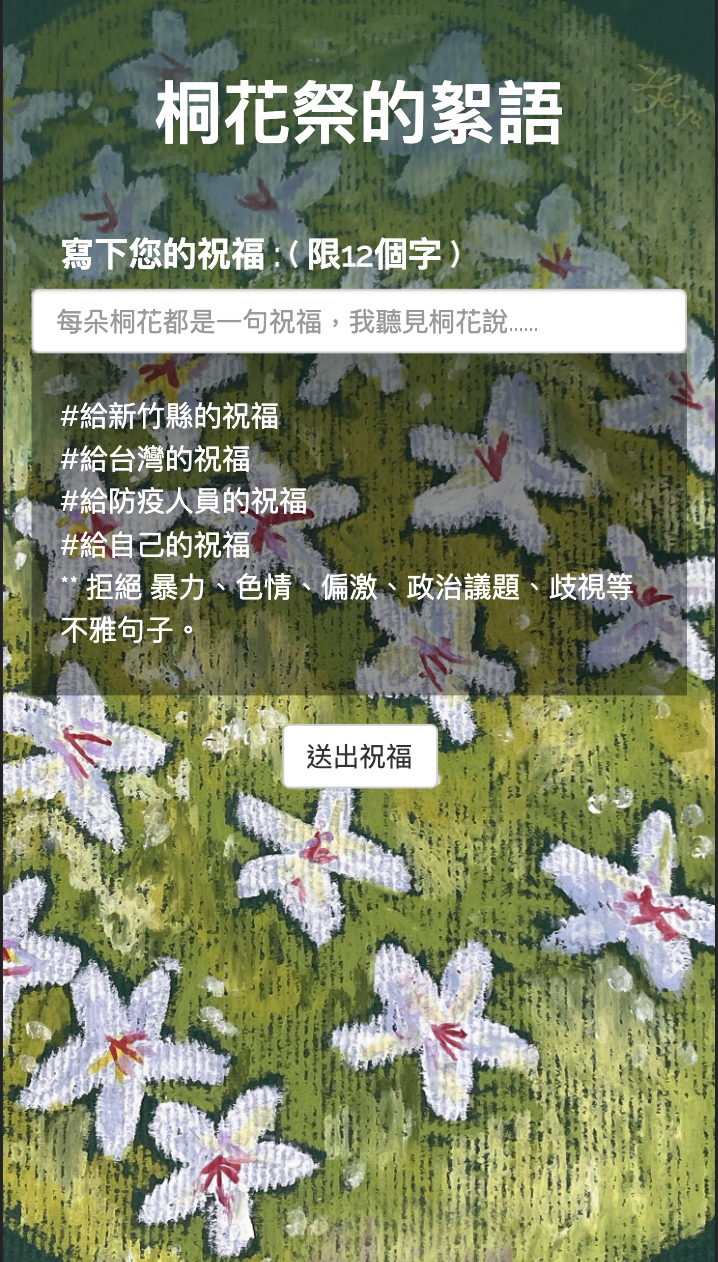 桐花祭的絮語
寫下您的祝福 :( 限12個字 )
每朵桐花都是一句祝福，我聽見桐花說......
#給新竹縣的祝福
#給台灣的祝福
#給防疫人員的祝福
#給自己的祝福
** 拒絕 暴力、色情、偏激、政治議題、歧視等
不雅句子。
送出祝福